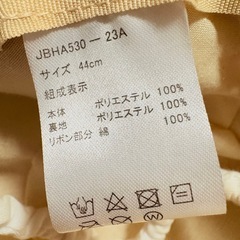 JBHA530－23A
サイズ 44cm
組成表示
本体 ポリエステル 100%
裏地 ポリエステル 100%
リボン部分 綿 100%